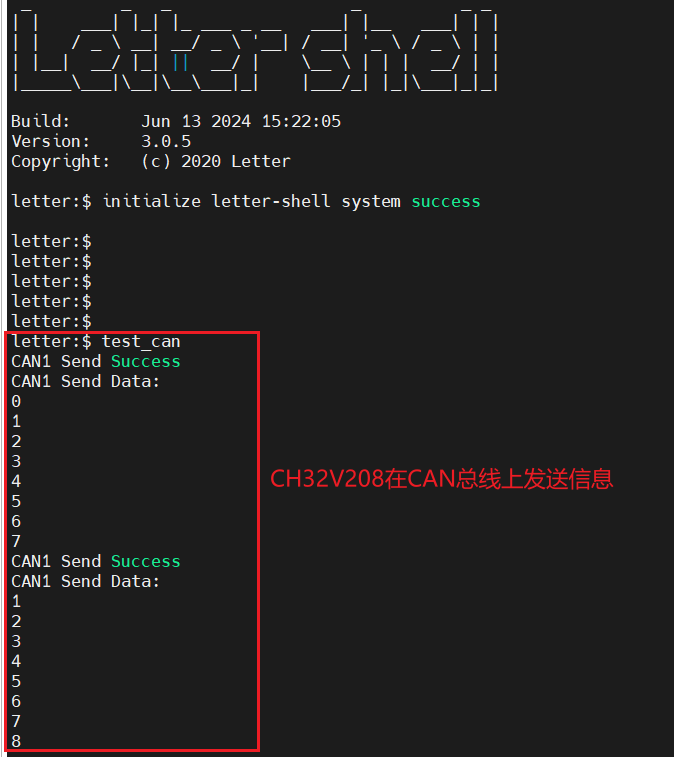 Letter shell
Build: Jun 13 2024 15:22:05
Version: 3.0.5
Copyright: (c) 2020 Letter
letter:$ initialize letter-shell system success
letter:$
letter:$
letter:$
letter:$
letter:$
letter:$ test_can
CAN1 Send Success
CAN1 Send Data:
0
1
2
3
4
5
6
7
CAN1 Send Success
CAN1 Send Data:
1
2
3
4
5
6
7
8
CH32V208在CAN总线上发送信息